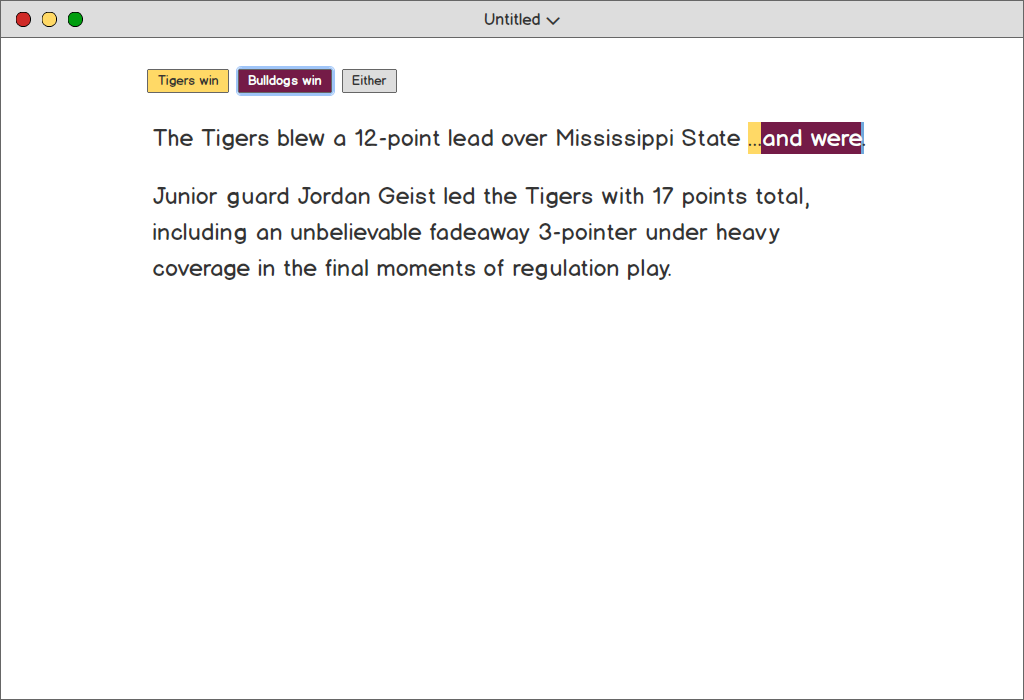 Untitled
Tigers win Bulldogs win Either
The Tigers blew a 12-point lead over Mississippi State ...and were.
Junior guard Jordan Geist led the Tigers with 17 points total,
including an unbelievable fadeaway 3-pointer under heavy
coverage in the final moments of regulation play.